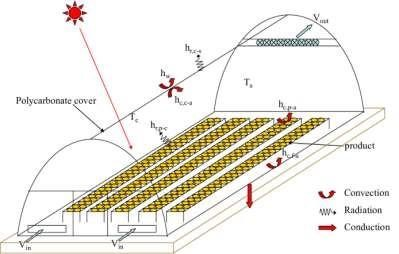 V_out
h_r,c-s
h_w
h_c,c-a
T_a
Polycarbonate cover
T_c
h_c,p-a
h_r,p-c
product
h_c,f-a
Convection
Radiation
Conduction
V_in
V_in